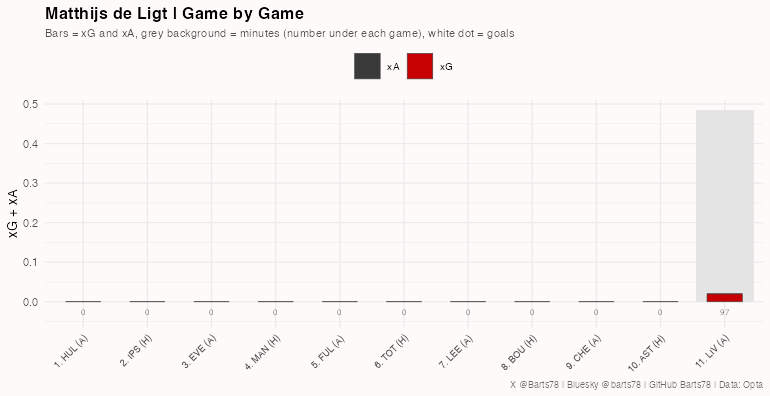 Matthijs de Ligt | Game by Game
Bars = xG and xA, grey background = minutes (number under each game), white dot = goals
xA xG
xG + xA
0.5
0.4
0.3
0.2
0.1
0.0
0 0 0 0 0 0 0 0 0 0 97
1. HUL (A) 2. IPS (H) 3. EVE (A) 4. MAN (H) 5. FUL (A) 6. TOT (H) 7. LEE (A) 8. BOU (H) 9. CHE (A) 10. AST (H) 11. LIV (A)
X @Barts78 | Bluesky @barts78 | GitHub Barts78 | Data: Opta